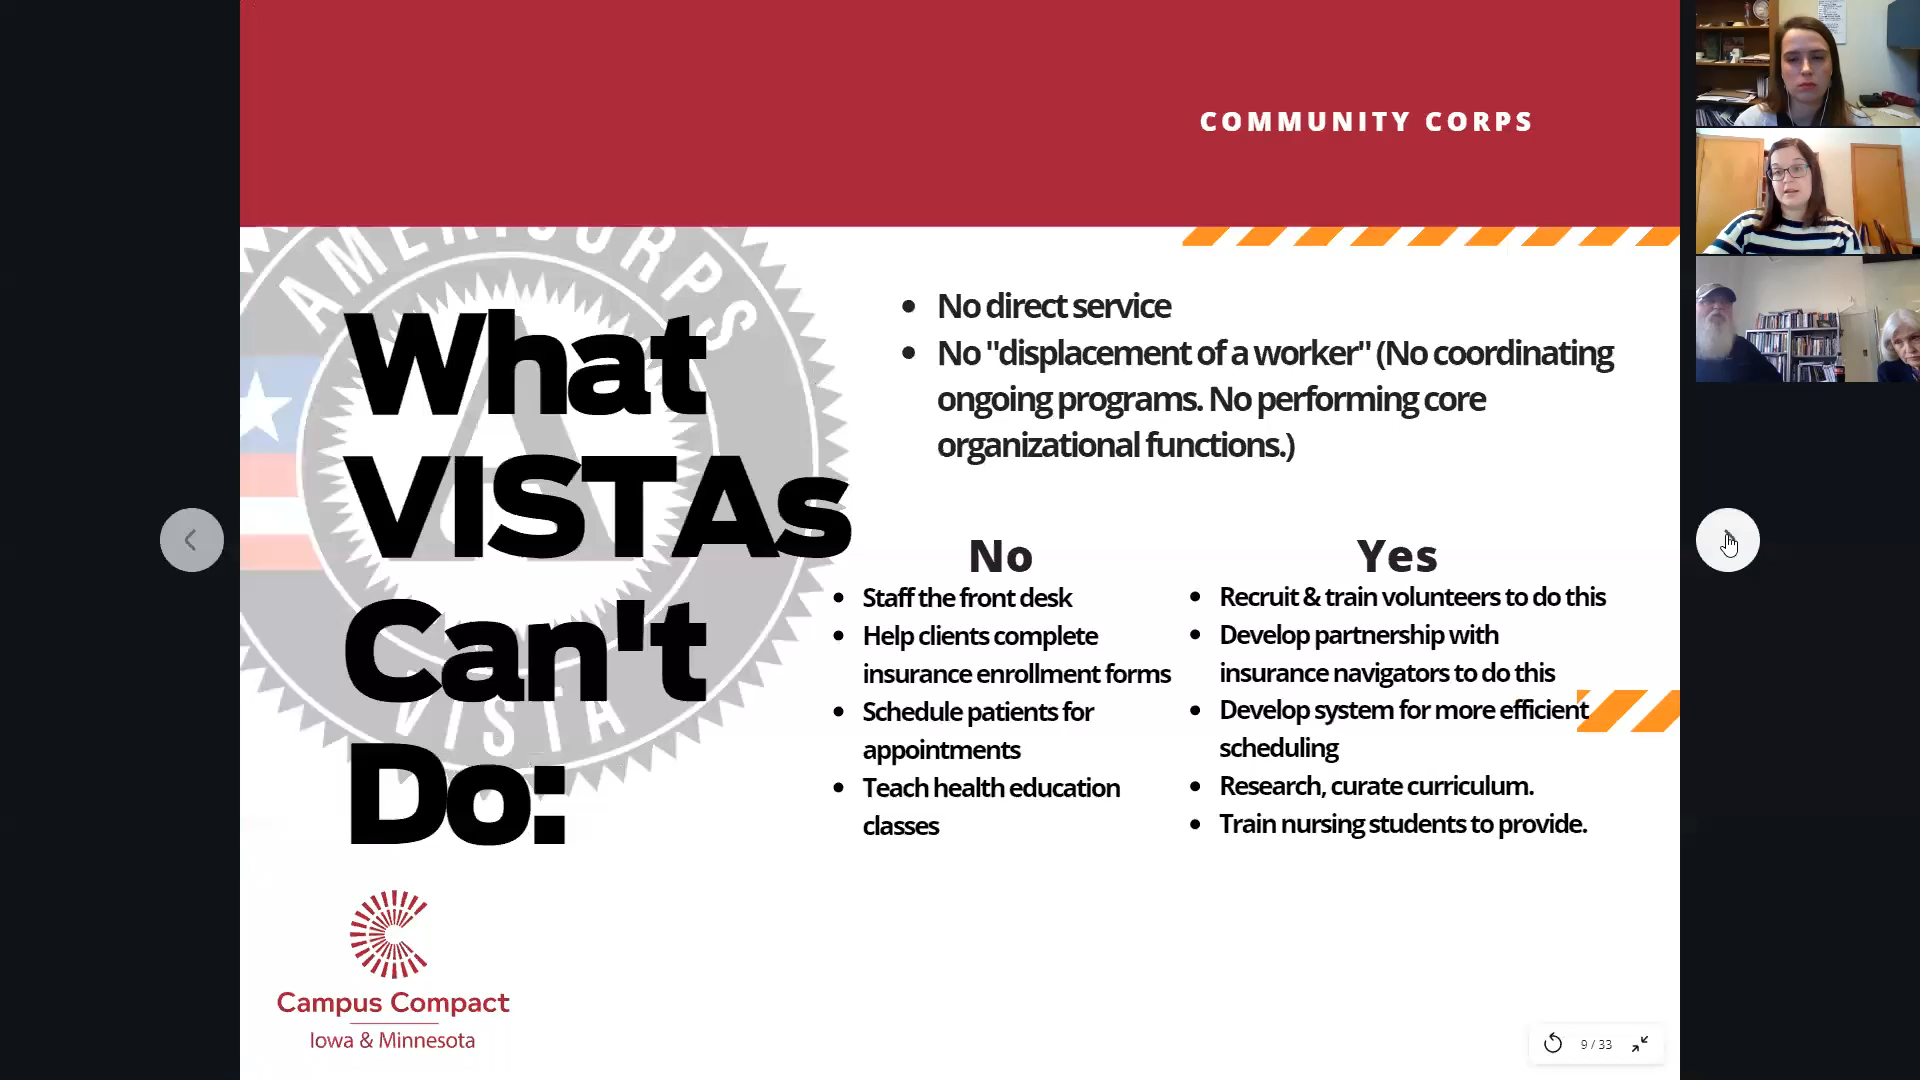 COMMUNITY CORPS
AMERICORPS
VISTA
What
VISTAs
Can't
Do:
• No direct service
• No "displacement of a worker" (No coordinating
ongoing programs. No performing core
organizational functions.)
No
• Staff the front desk
• Help clients complete
insurance enrollment forms
• Schedule patients for
appointments
• Teach health education
classes
Yes
• Recruit & train volunteers to do this
• Develop partnership with
insurance navigators to do this
• Develop system for more efficient
scheduling
• Research, curate curriculum.
• Train nursing students to provide.
Campus Compact
Iowa & Minnesota
9 / 33